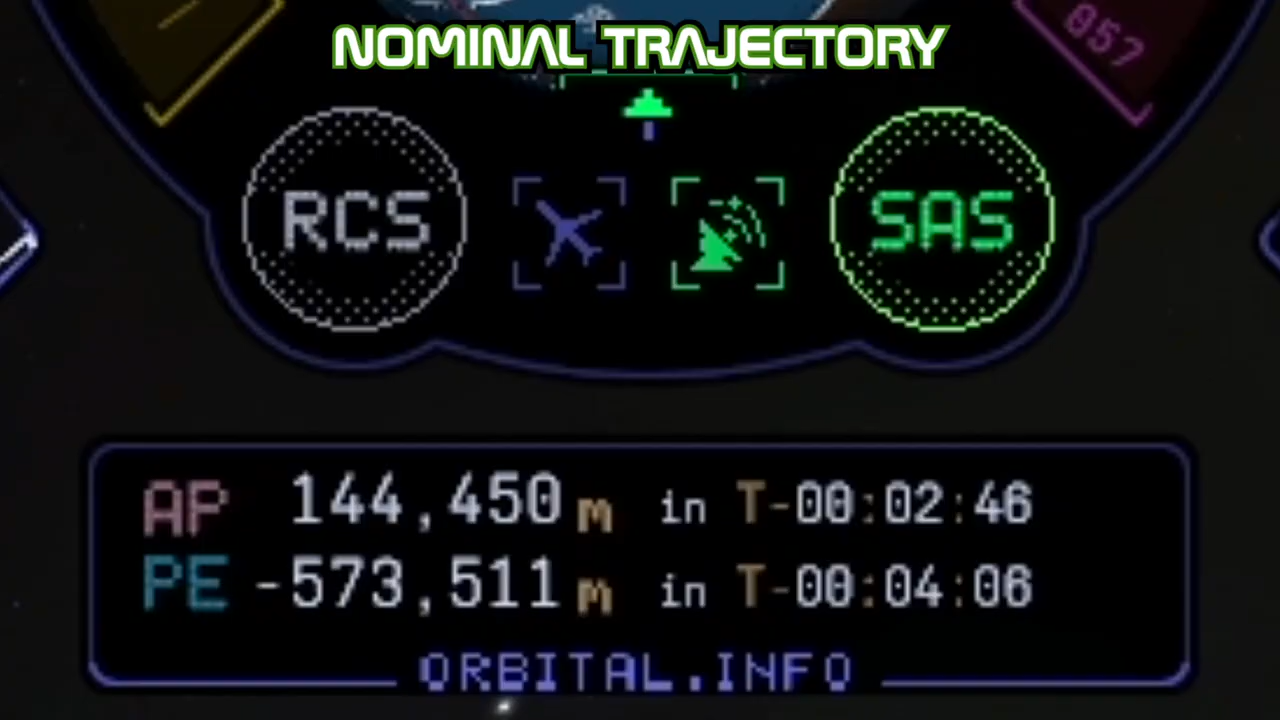 NOMINAL TRAJECTORY
057
RCS
SAS
AP 144,450 m in T-00:02:46
PE -573,511 m in T-00:04:06
ORBITAL.INFO